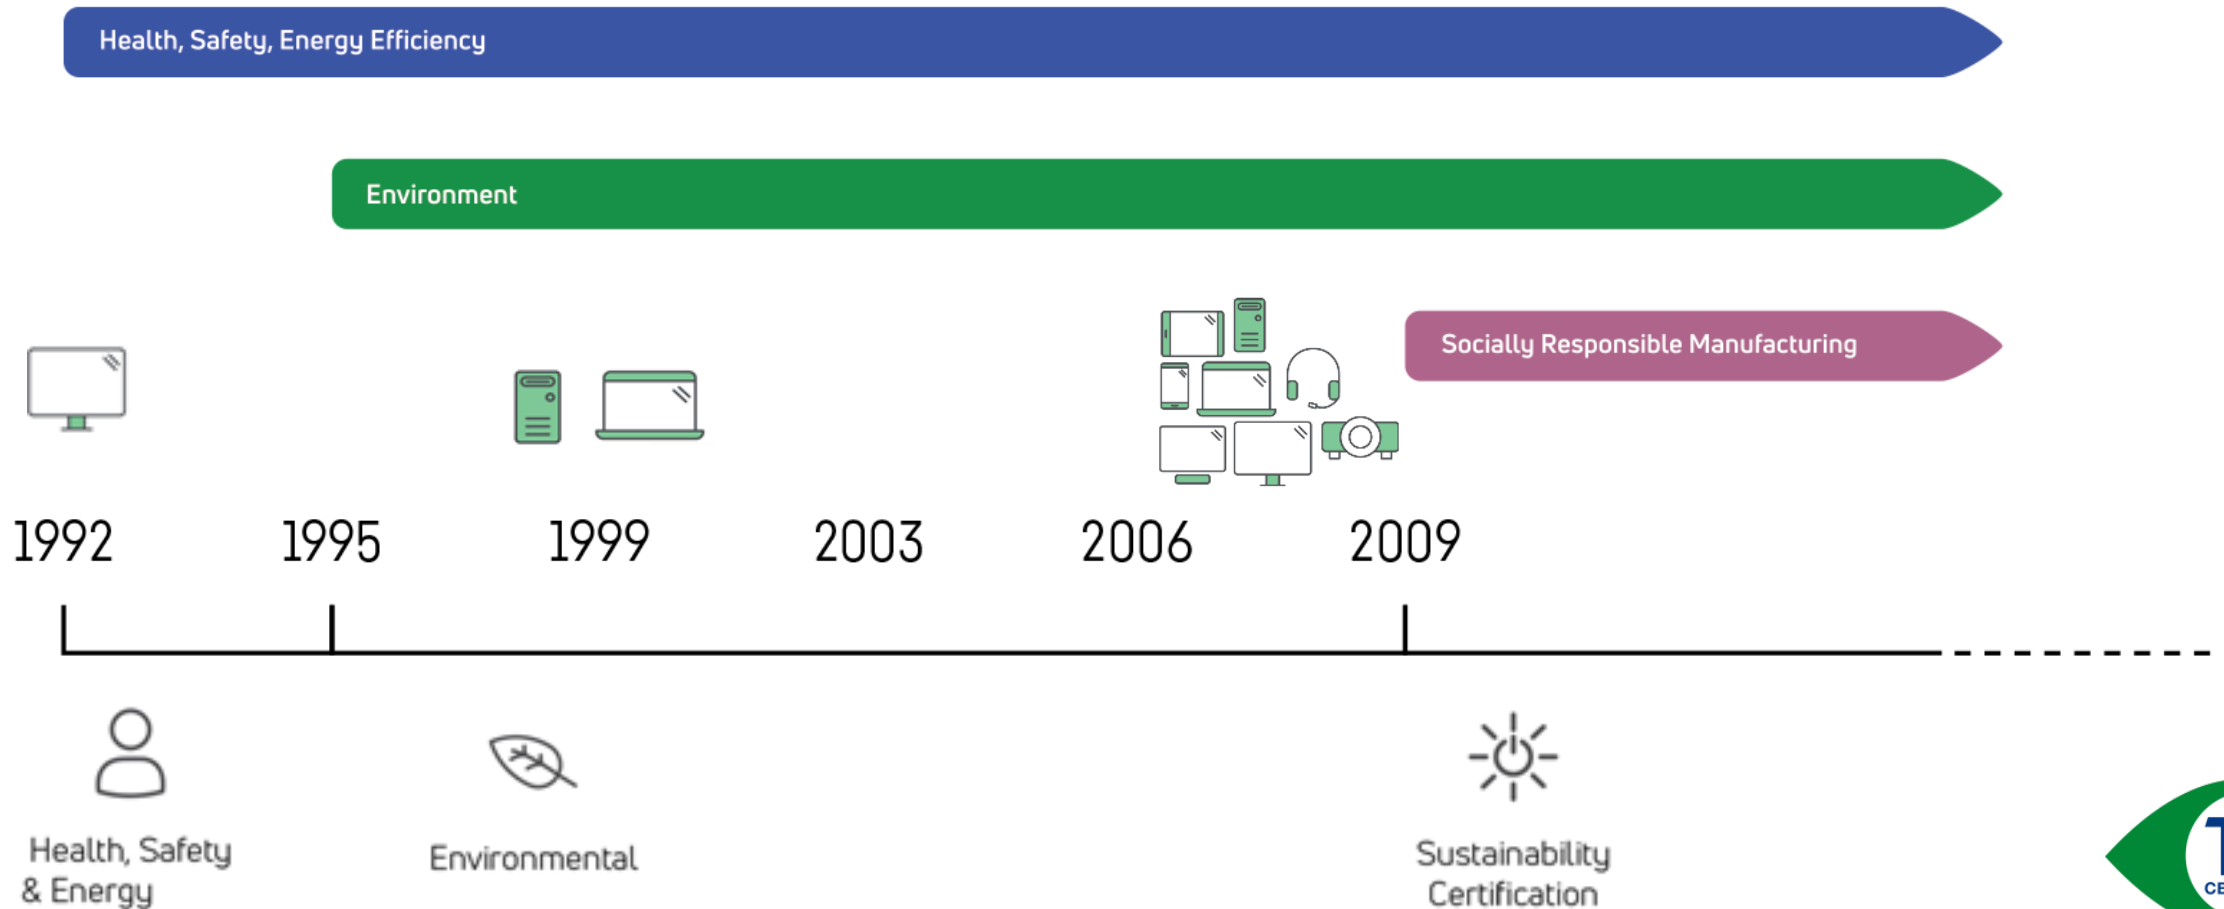 Health, Safety, Energy Efficiency
Environment
Socially Responsible Manufacturing
1992 1995 1999 2003 2006 2009
Health, Safety
& Energy
Environmental
Sustainability
Certification